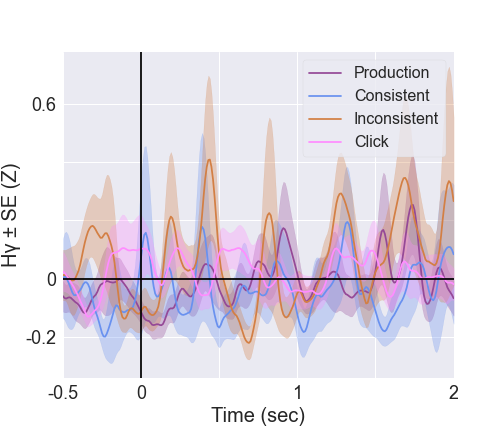 Production
Consistent
Inconsistent
Click
Hγ ± SE (Z)
0.6
0
-0.2
-0.5
0
1
2
Time (sec)